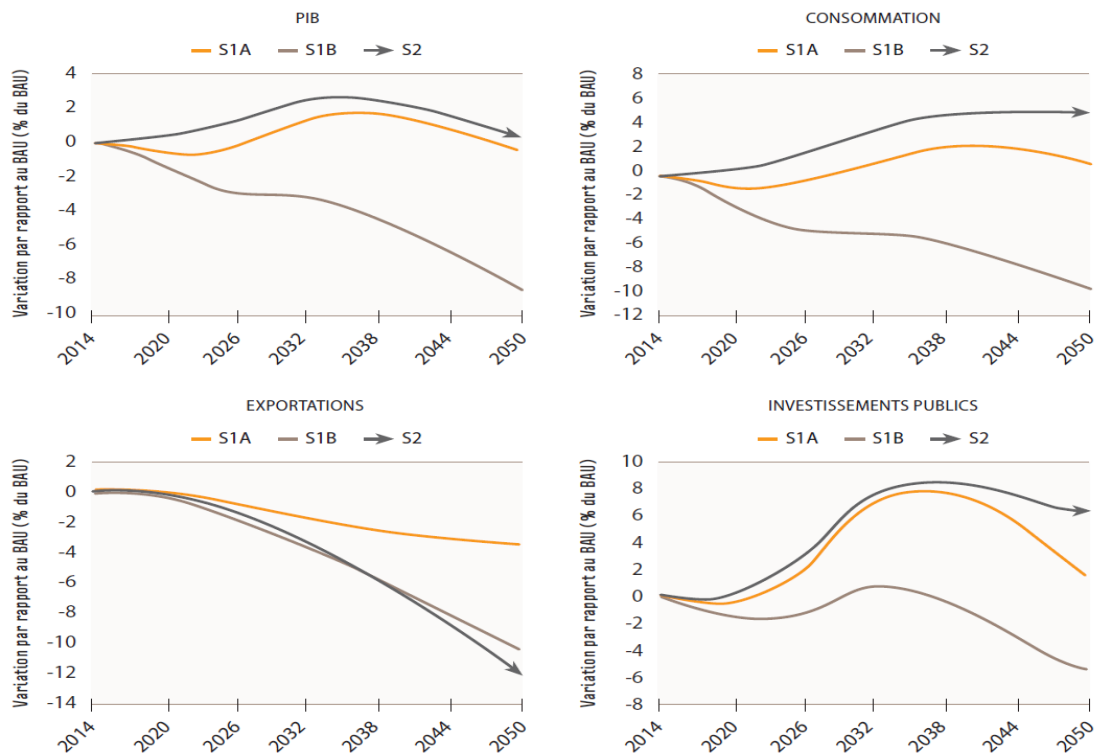 PIB
S1A S1B S2
Variation par rapport au BAU (% du BAU)
4
2
0
-2
-4
-6
-8
-10
2014 2020 2026 2032 2038 2044 2050
CONSOMMATION
S1A S1B S2
Variation par rapport au BAU (% du BAU)
8
6
4
2
0
-2
-4
-6
-8
-10
-12
2014 2020 2026 2032 2038 2044 2050
EXPORTATIONS
S1A S1B S2
Variation par rapport au BAU (% du BAU)
2
0
-2
-4
-6
-8
-10
-12
-14
2014 2020 2026 2032 2038 2044 2050
INVESTISSEMENTS PUBLICS
S1A S1B S2
Variation par rapport au BAU (% du BAU)
10
8
6
4
2
0
-2
-4
-6
-8
2014 2020 2026 2032 2038 2044 2050